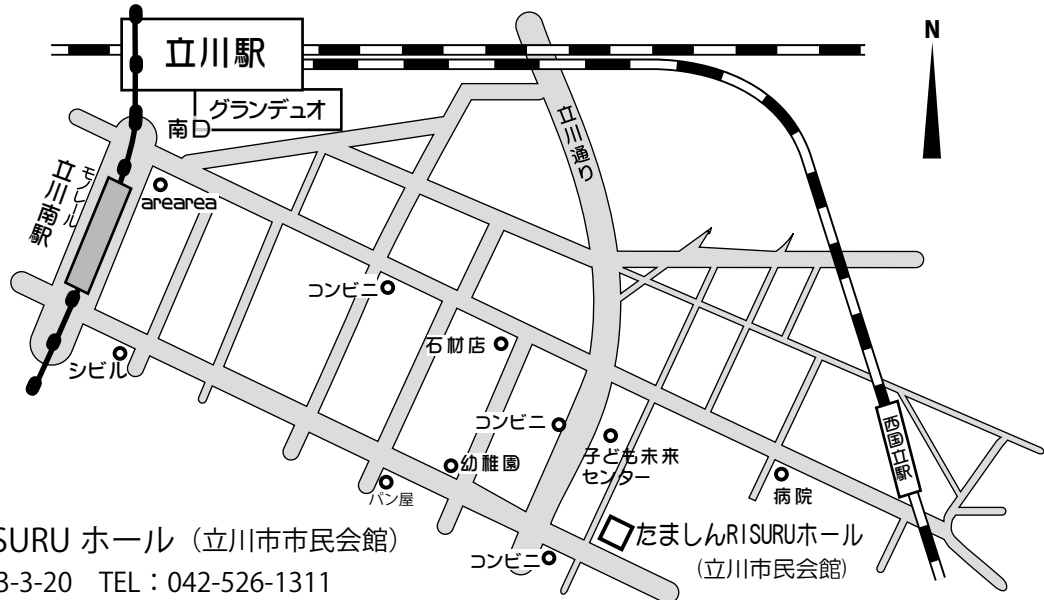 立川駅
N
グランデュオ
南口
立川通り
モノレール
立川南駅
arearea
コンビニ
石材店
シビル
コンビニ
子ども未来
センター
西国立駅
幼稚園
パン屋
病院
たましんRISURUホール
(立川市民会館)
コンビニ
SURU ホール（立川市市民会館）
3-3-20 TEL：042-526-1311